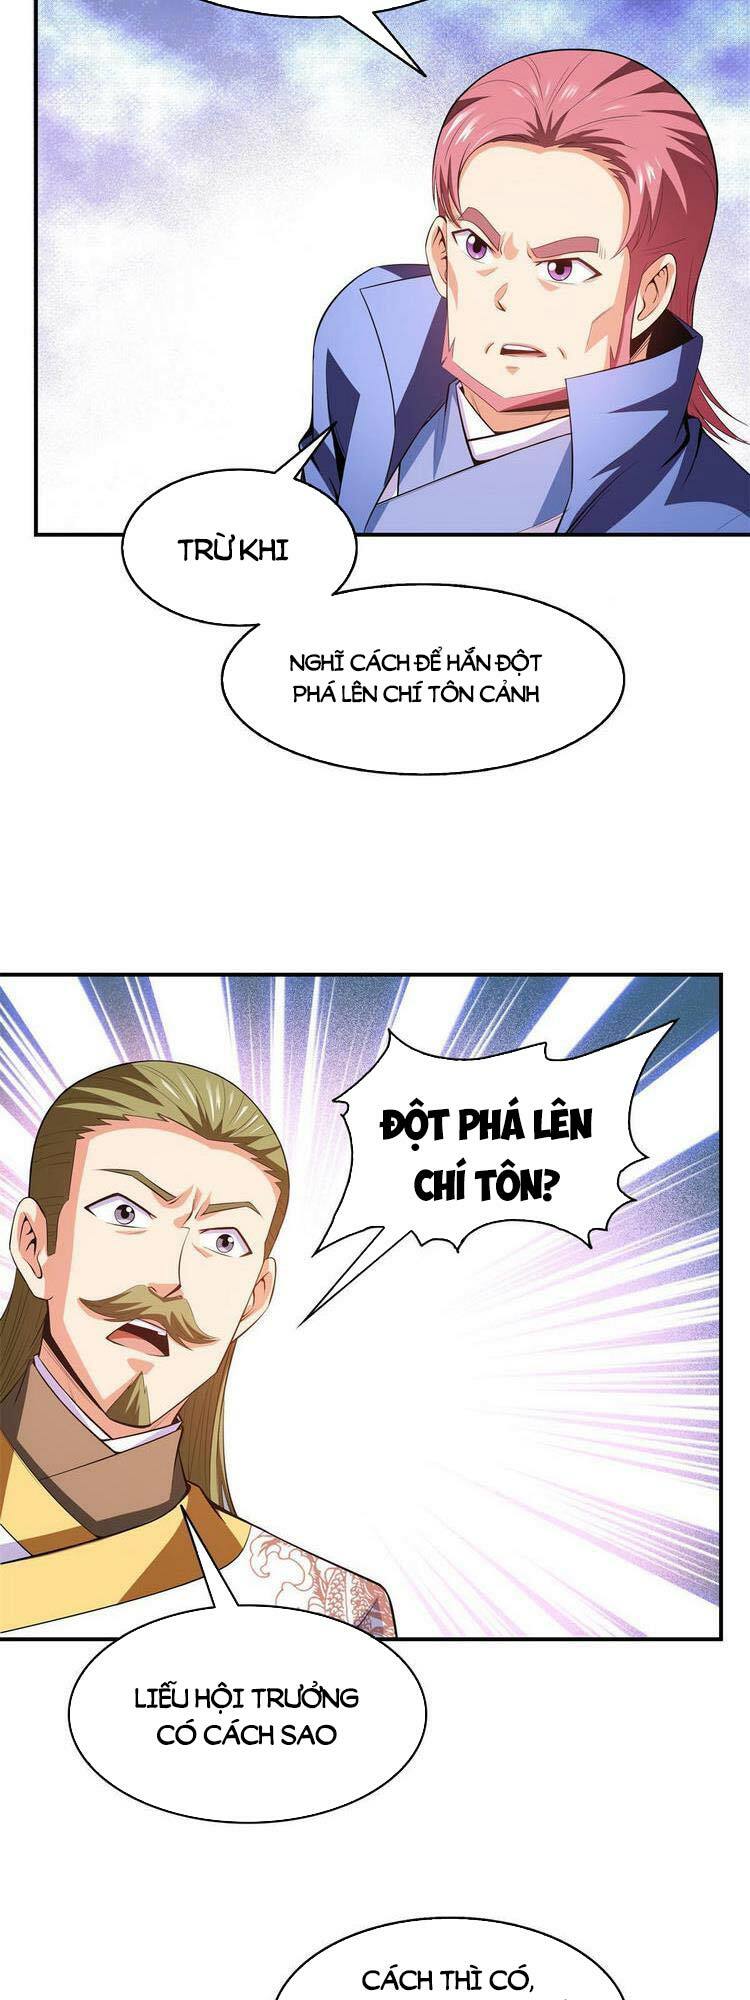 TRỪ KHI
NGHĨ CÁCH ĐỂ HẮN ĐỘT
PHÁ LÊN CHÍ TÔN CẢNH
ĐỘT PHÁ LÊN
CHÍ TÔN?
LIỄU HỘI TRƯỞNG
CÓ CÁCH SAO
CÁCH THÌ CÓ,